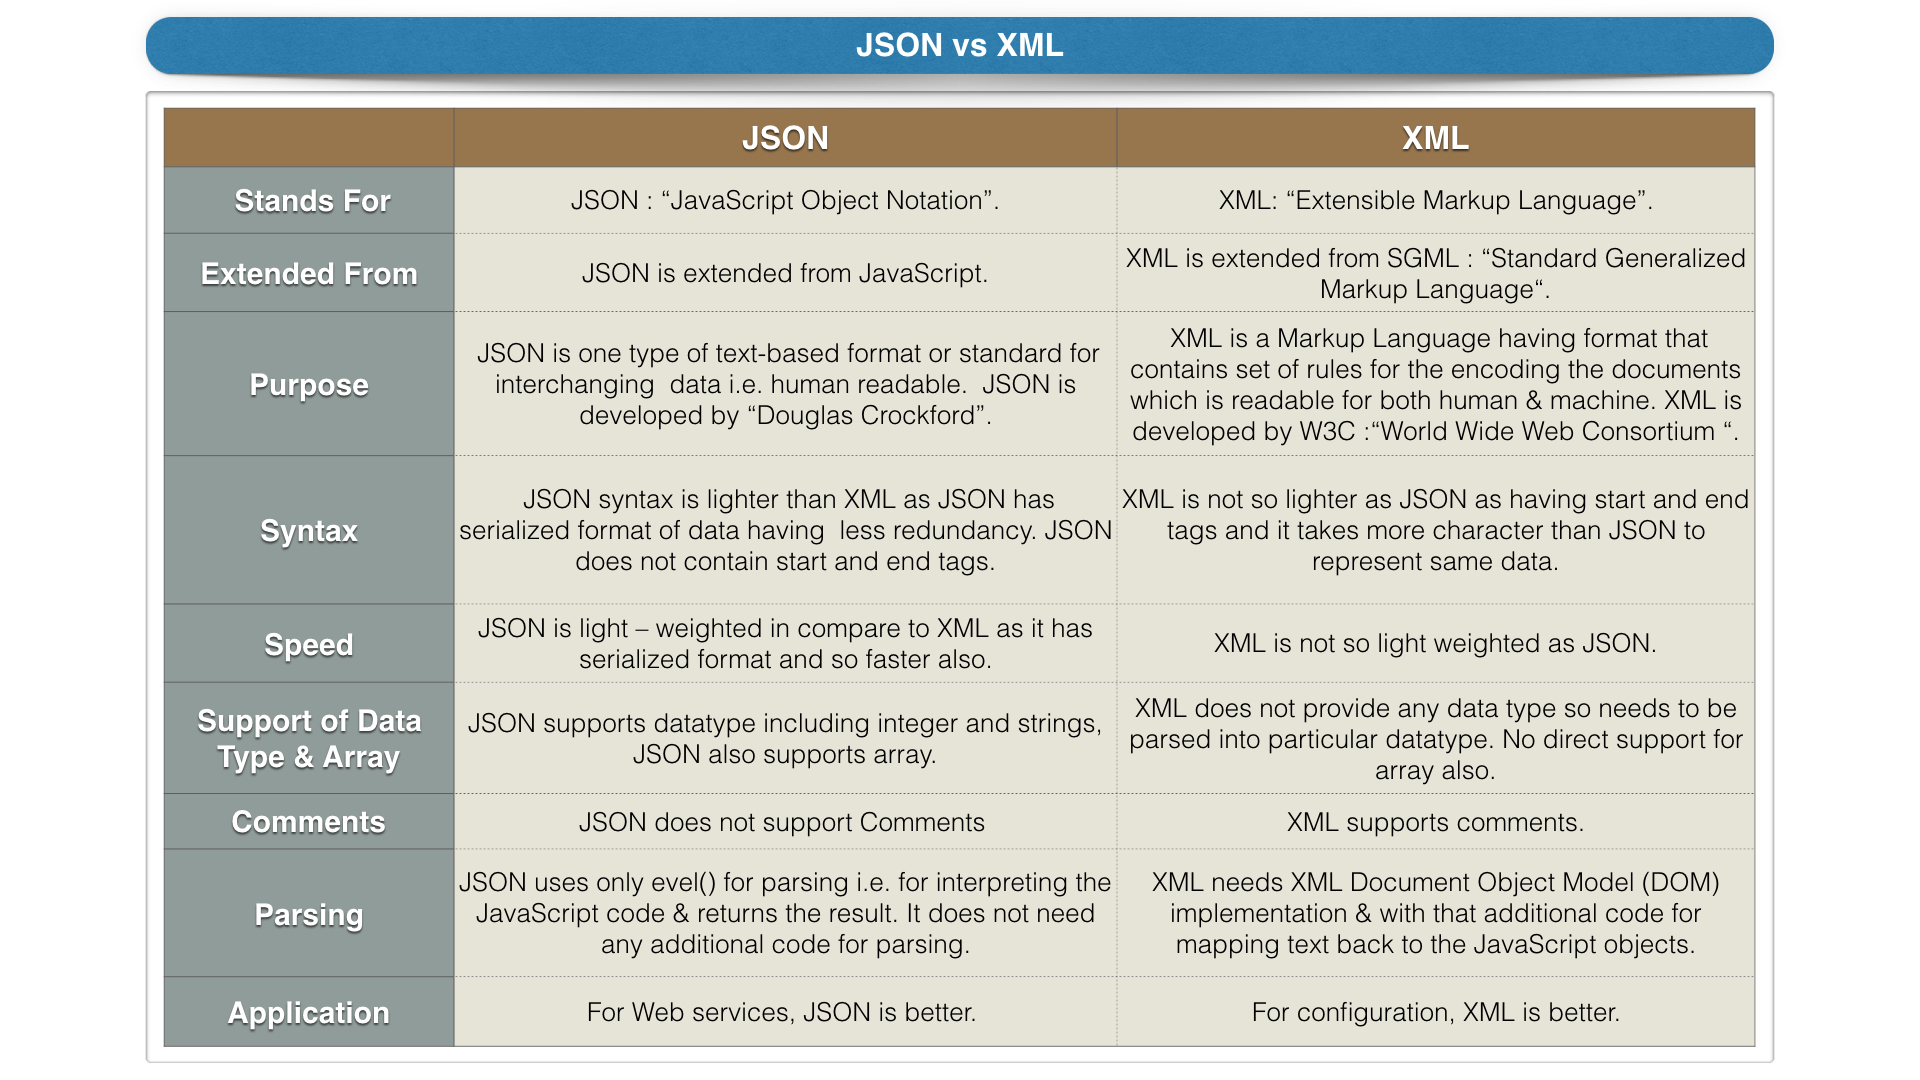 JSON vs XML
JSON
XML
Stands For
JSON : “JavaScript Object Notation”.
XML: “Extensible Markup Language”.
Extended From
JSON is extended from JavaScript.
XML is extended from SGML : “Standard Generalized
Markup Language“.
Purpose
JSON is one type of text-based format or standard for
interchanging  data i.e. human readable.  JSON is
developed by “Douglas Crockford”.
XML is a Markup Language having format that
contains set of rules for the encoding the documents
which is readable for both human & machine. XML is
developed by W3C :“World Wide Web Consortium “.
Syntax
JSON syntax is lighter than XML as JSON has
serialized format of data having  less redundancy. JSON
does not contain start and end tags.
XML is not so lighter as JSON as having start and end
tags and it takes more character than JSON to
represent same data.
Speed
JSON is light – weighted in compare to XML as it has
serialized format and so faster also.
XML is not so light weighted as JSON.
Support of Data
Type & Array
JSON supports datatype including integer and strings,
JSON also supports array.
XML does not provide any data type so needs to be
parsed into particular datatype. No direct support for
array also.
Comments
JSON does not support Comments
XML supports comments.
Parsing
JSON uses only evel() for parsing i.e. for interpreting the
JavaScript code & returns the result. It does not need
any additional code for parsing.
XML needs XML Document Object Model (DOM)
implementation & with that additional code for
mapping text back to the JavaScript objects.
Application
For Web services, JSON is better.
For configuration, XML is better.